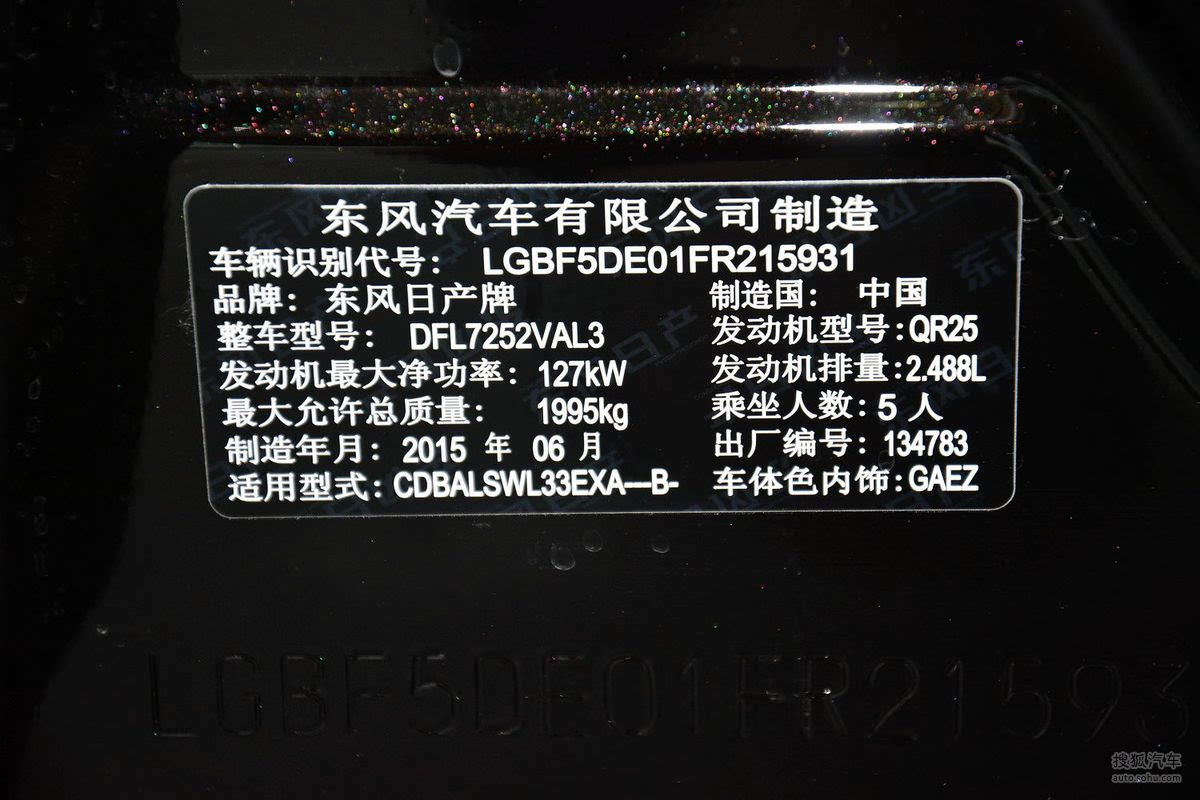 东风汽车有限公司制造
车辆识别代号： LGBF5DE01FR215931
品牌： 东风日产牌 制造国： 中国
整车型号： DFL7252VAL3 发动机型号:QR25
发动机最大净功率：127kW 发动机排量:2.488L
最大允许总质量： 1995kg 乘坐人数:5 人
制造年月：2015 年 06 月 出厂编号：134783
适用型式:CDBALSWL33EXA---B- 车体色内饰:GAEZ
LGBF5DE01FR21593
搜狐汽车
auto.sohu.com